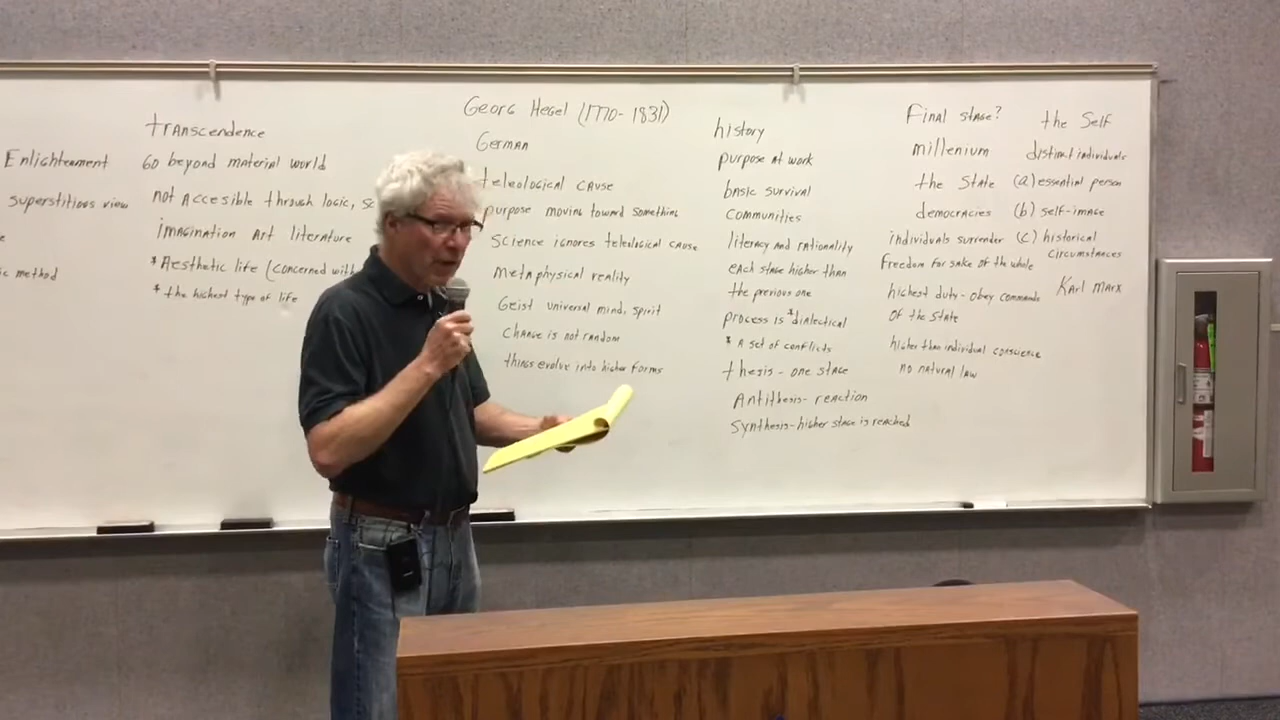 Enlightenment
superstitious view
ic method
transcendence
Go beyond material world
not Accesible through logic, sc
imagination Art literature
*Aesthetic life (concerned with
* the highest type of life
Georg Hegel (1770-1831)
German
teleological cause
purpose moving toward something
Science ignores teleological cause
metaphysical reality
Geist universal mind, spirit
change is not random
things evolve into higher forms
history
purpose at work
basic survival
Communities
literacy and rationality
each stage higher than
the previous one
process is *dialectical
* A set of conflicts
thesis - one stage
Antithesis - reaction
Synthesis - higher stage is reached
Final stage?
millenium
the State
democracies
individuals surrender
Freedom for sake of the whole
highest duty - obey commands
of the State
higher than individual conscience
no natural law
the Self
distinct individuals
(a) essential person
(b) self-image
(c) historical
circumstances
Karl Marx